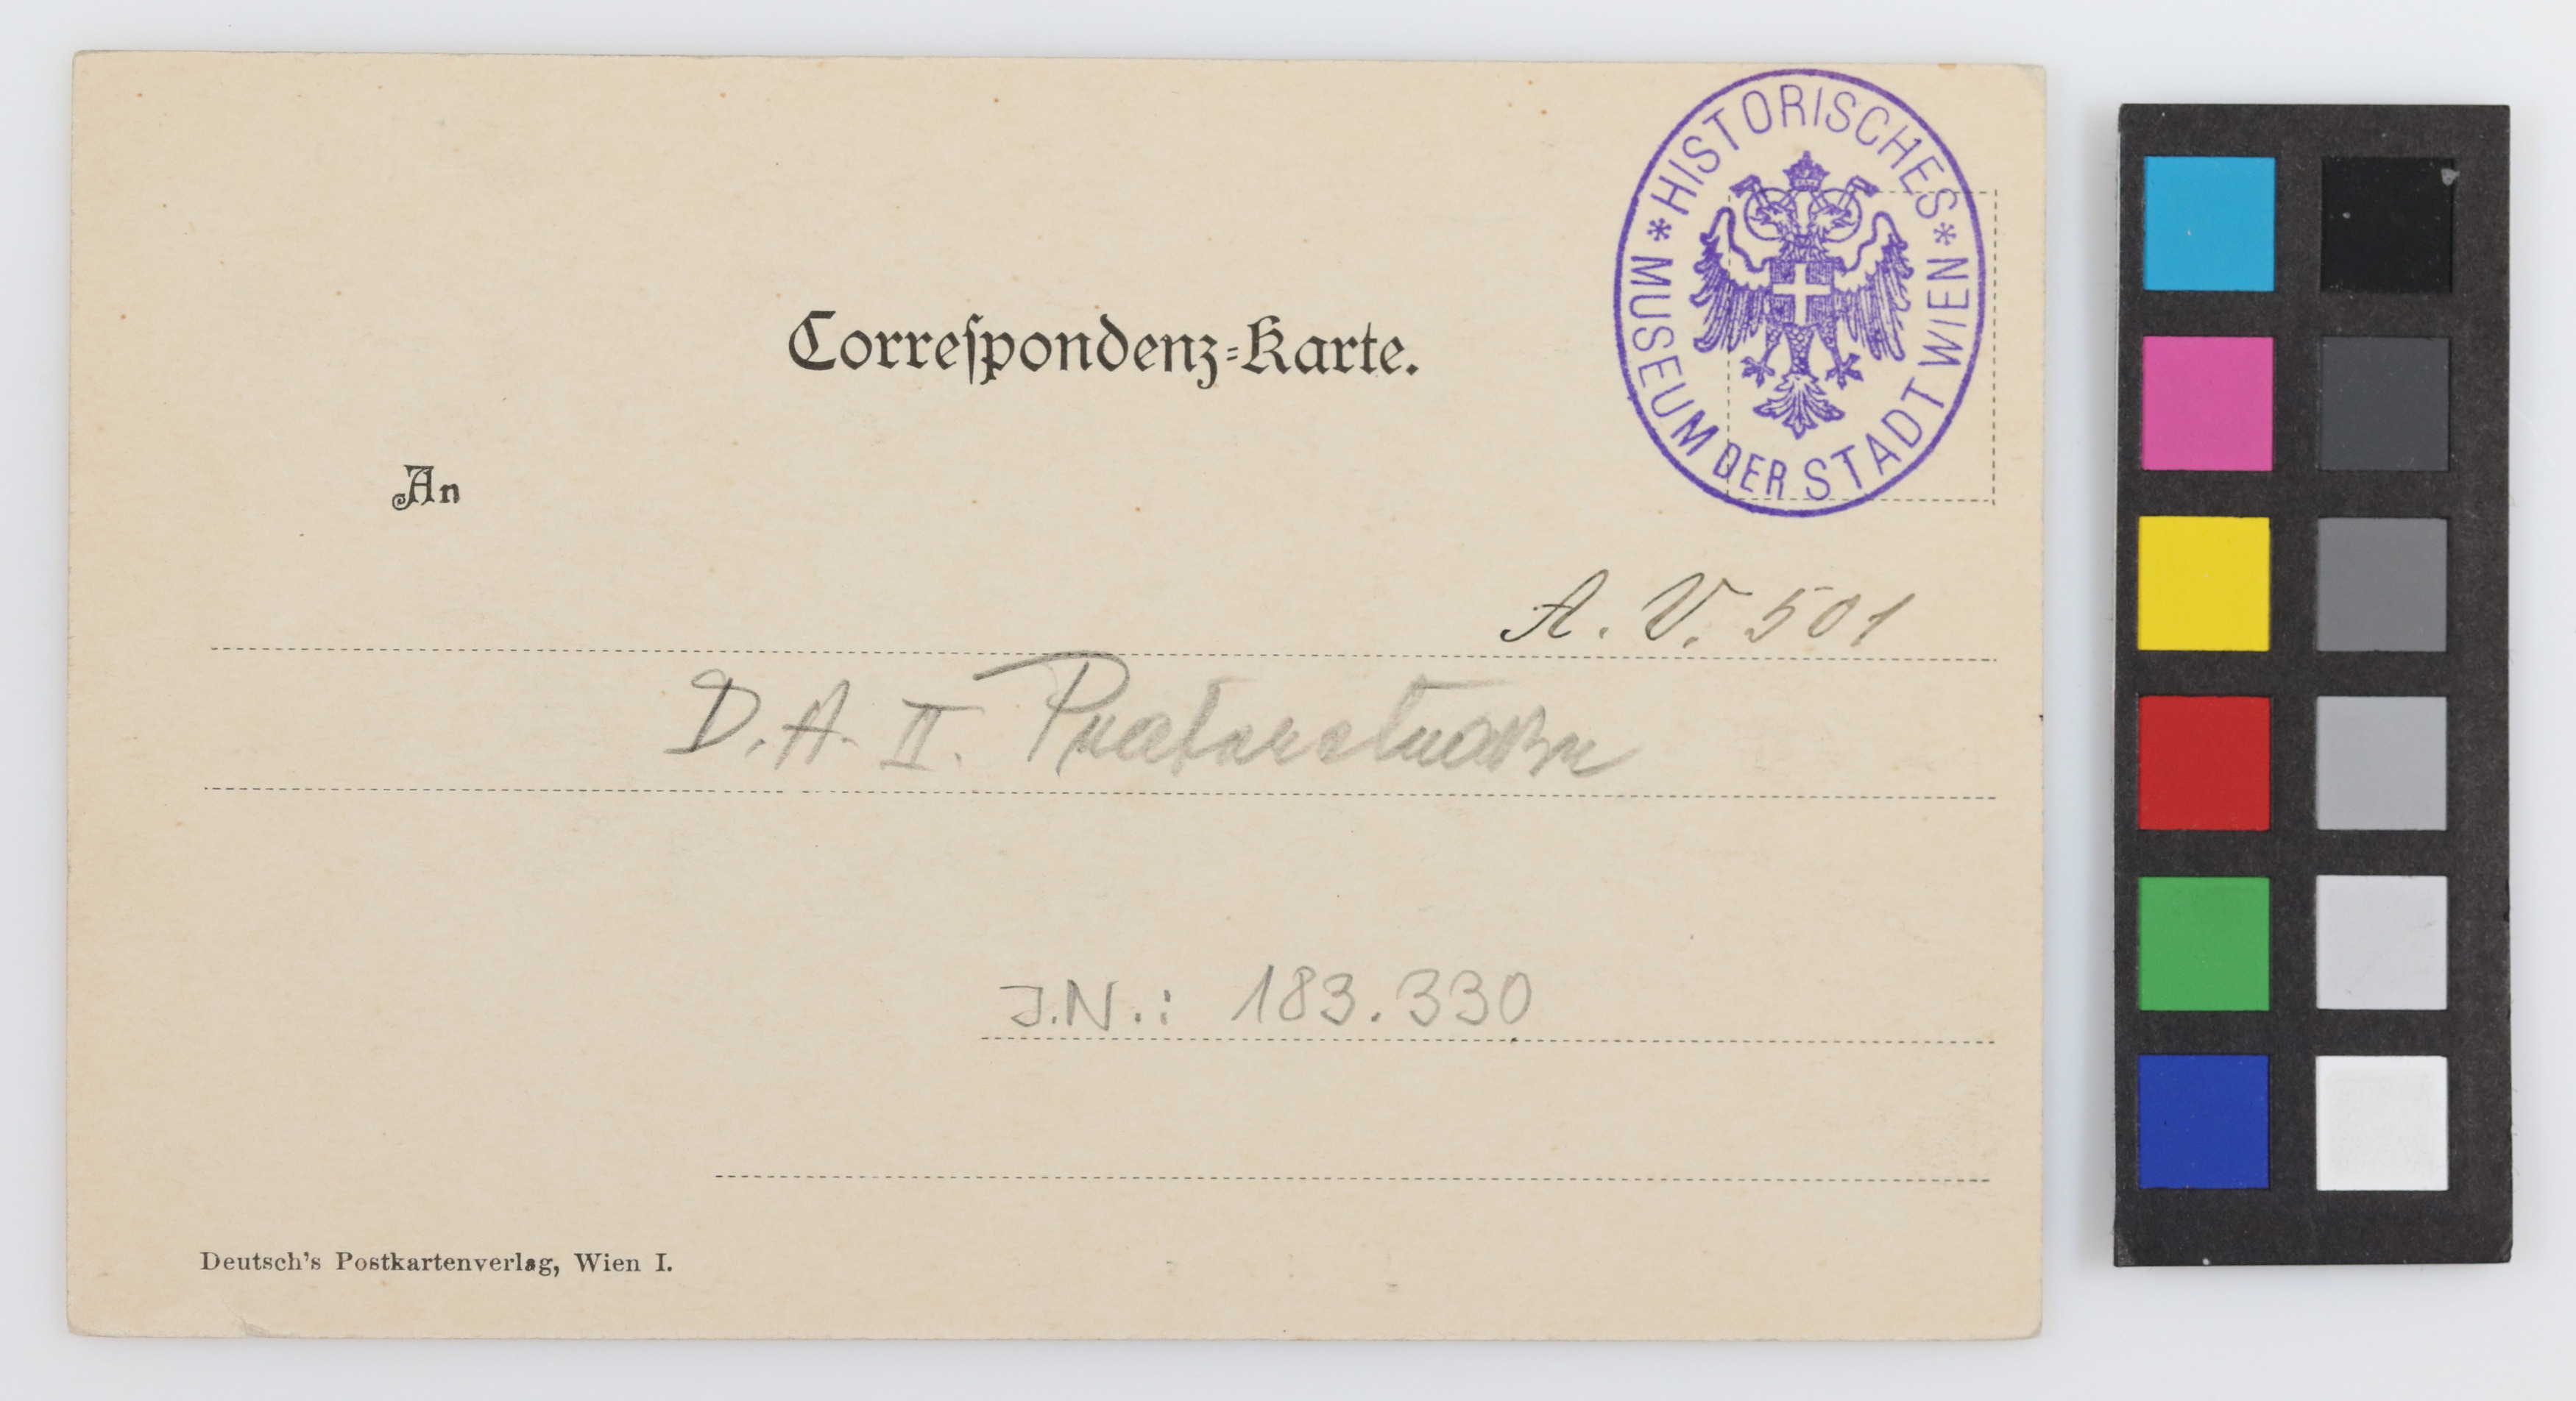 * HISTORISCHES *
MUSEUM DER STADT WIEN
Correſpondenz-Karte.
An
A. V. 501
D. A. II. Praterstraße
J.N.: 183.330
Deutsch's Postkartenverlag, Wien I.